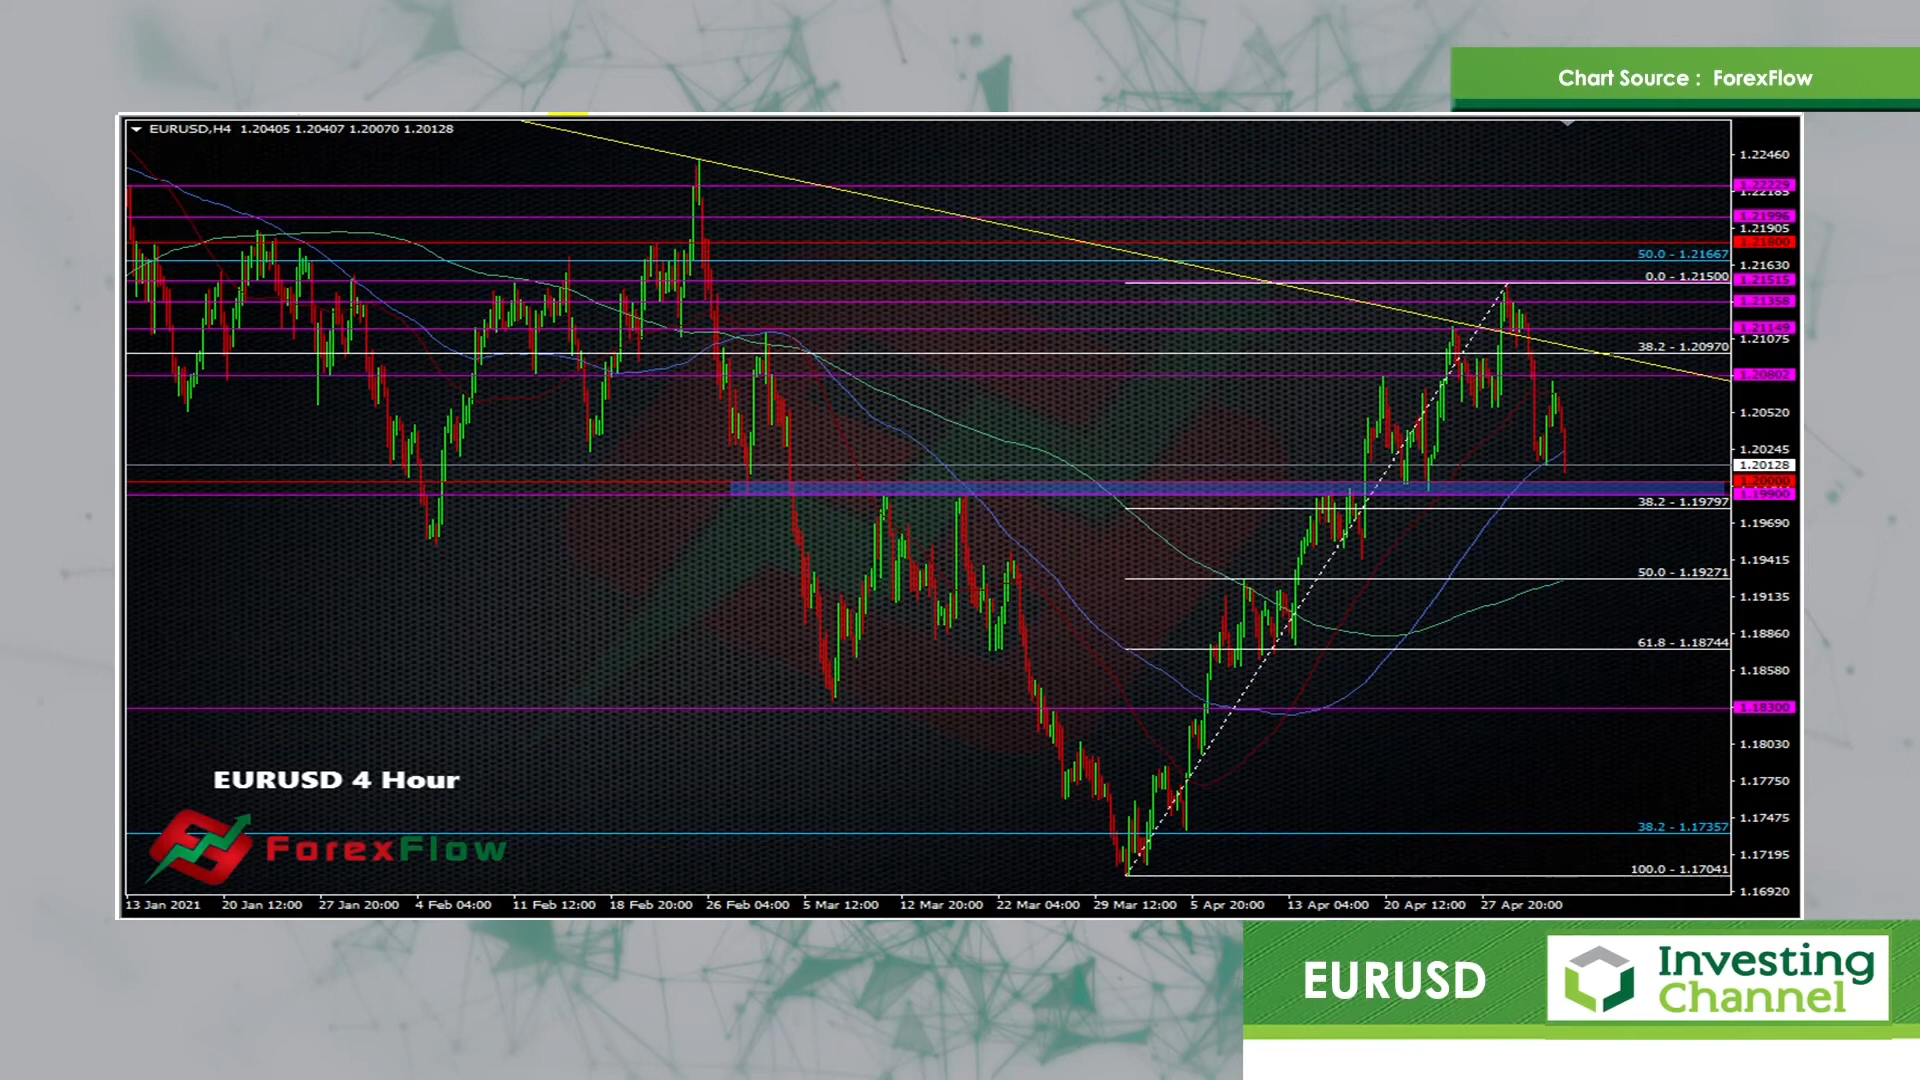 Chart Source : ForexFlow
EURUSD,H4 1.20405 1.20407 1.20070 1.20128
1.22460
1.22229
1.22185
1.21996
1.21905
1.21800
50.0 - 1.21667
1.21630
0.0 - 1.21500
1.21515
1.21358
1.21149
1.21075
38.2 - 1.20970
1.20802
1.20520
1.20245
1.20128
1.20000
1.19900
38.2 - 1.19797
1.19690
1.19415
50.0 - 1.19271
1.19135
1.18860
61.8 - 1.18744
1.18580
1.18300
1.18030
1.17750
1.17475
38.2 - 1.17357
1.17195
100.0 - 1.17041
1.16920
EURUSD 4 Hour
ForexFlow
13 Jan 2021 20 Jan 12:00 27 Jan 20:00 4 Feb 04:00 11 Feb 12:00 18 Feb 20:00 26 Feb 04:00 5 Mar 12:00 12 Mar 20:00 22 Mar 04:00 29 Mar 12:00 5 Apr 20:00 13 Apr 04:00 20 Apr 12:00 27 Apr 20:00
EURUSD
Investing
Channel